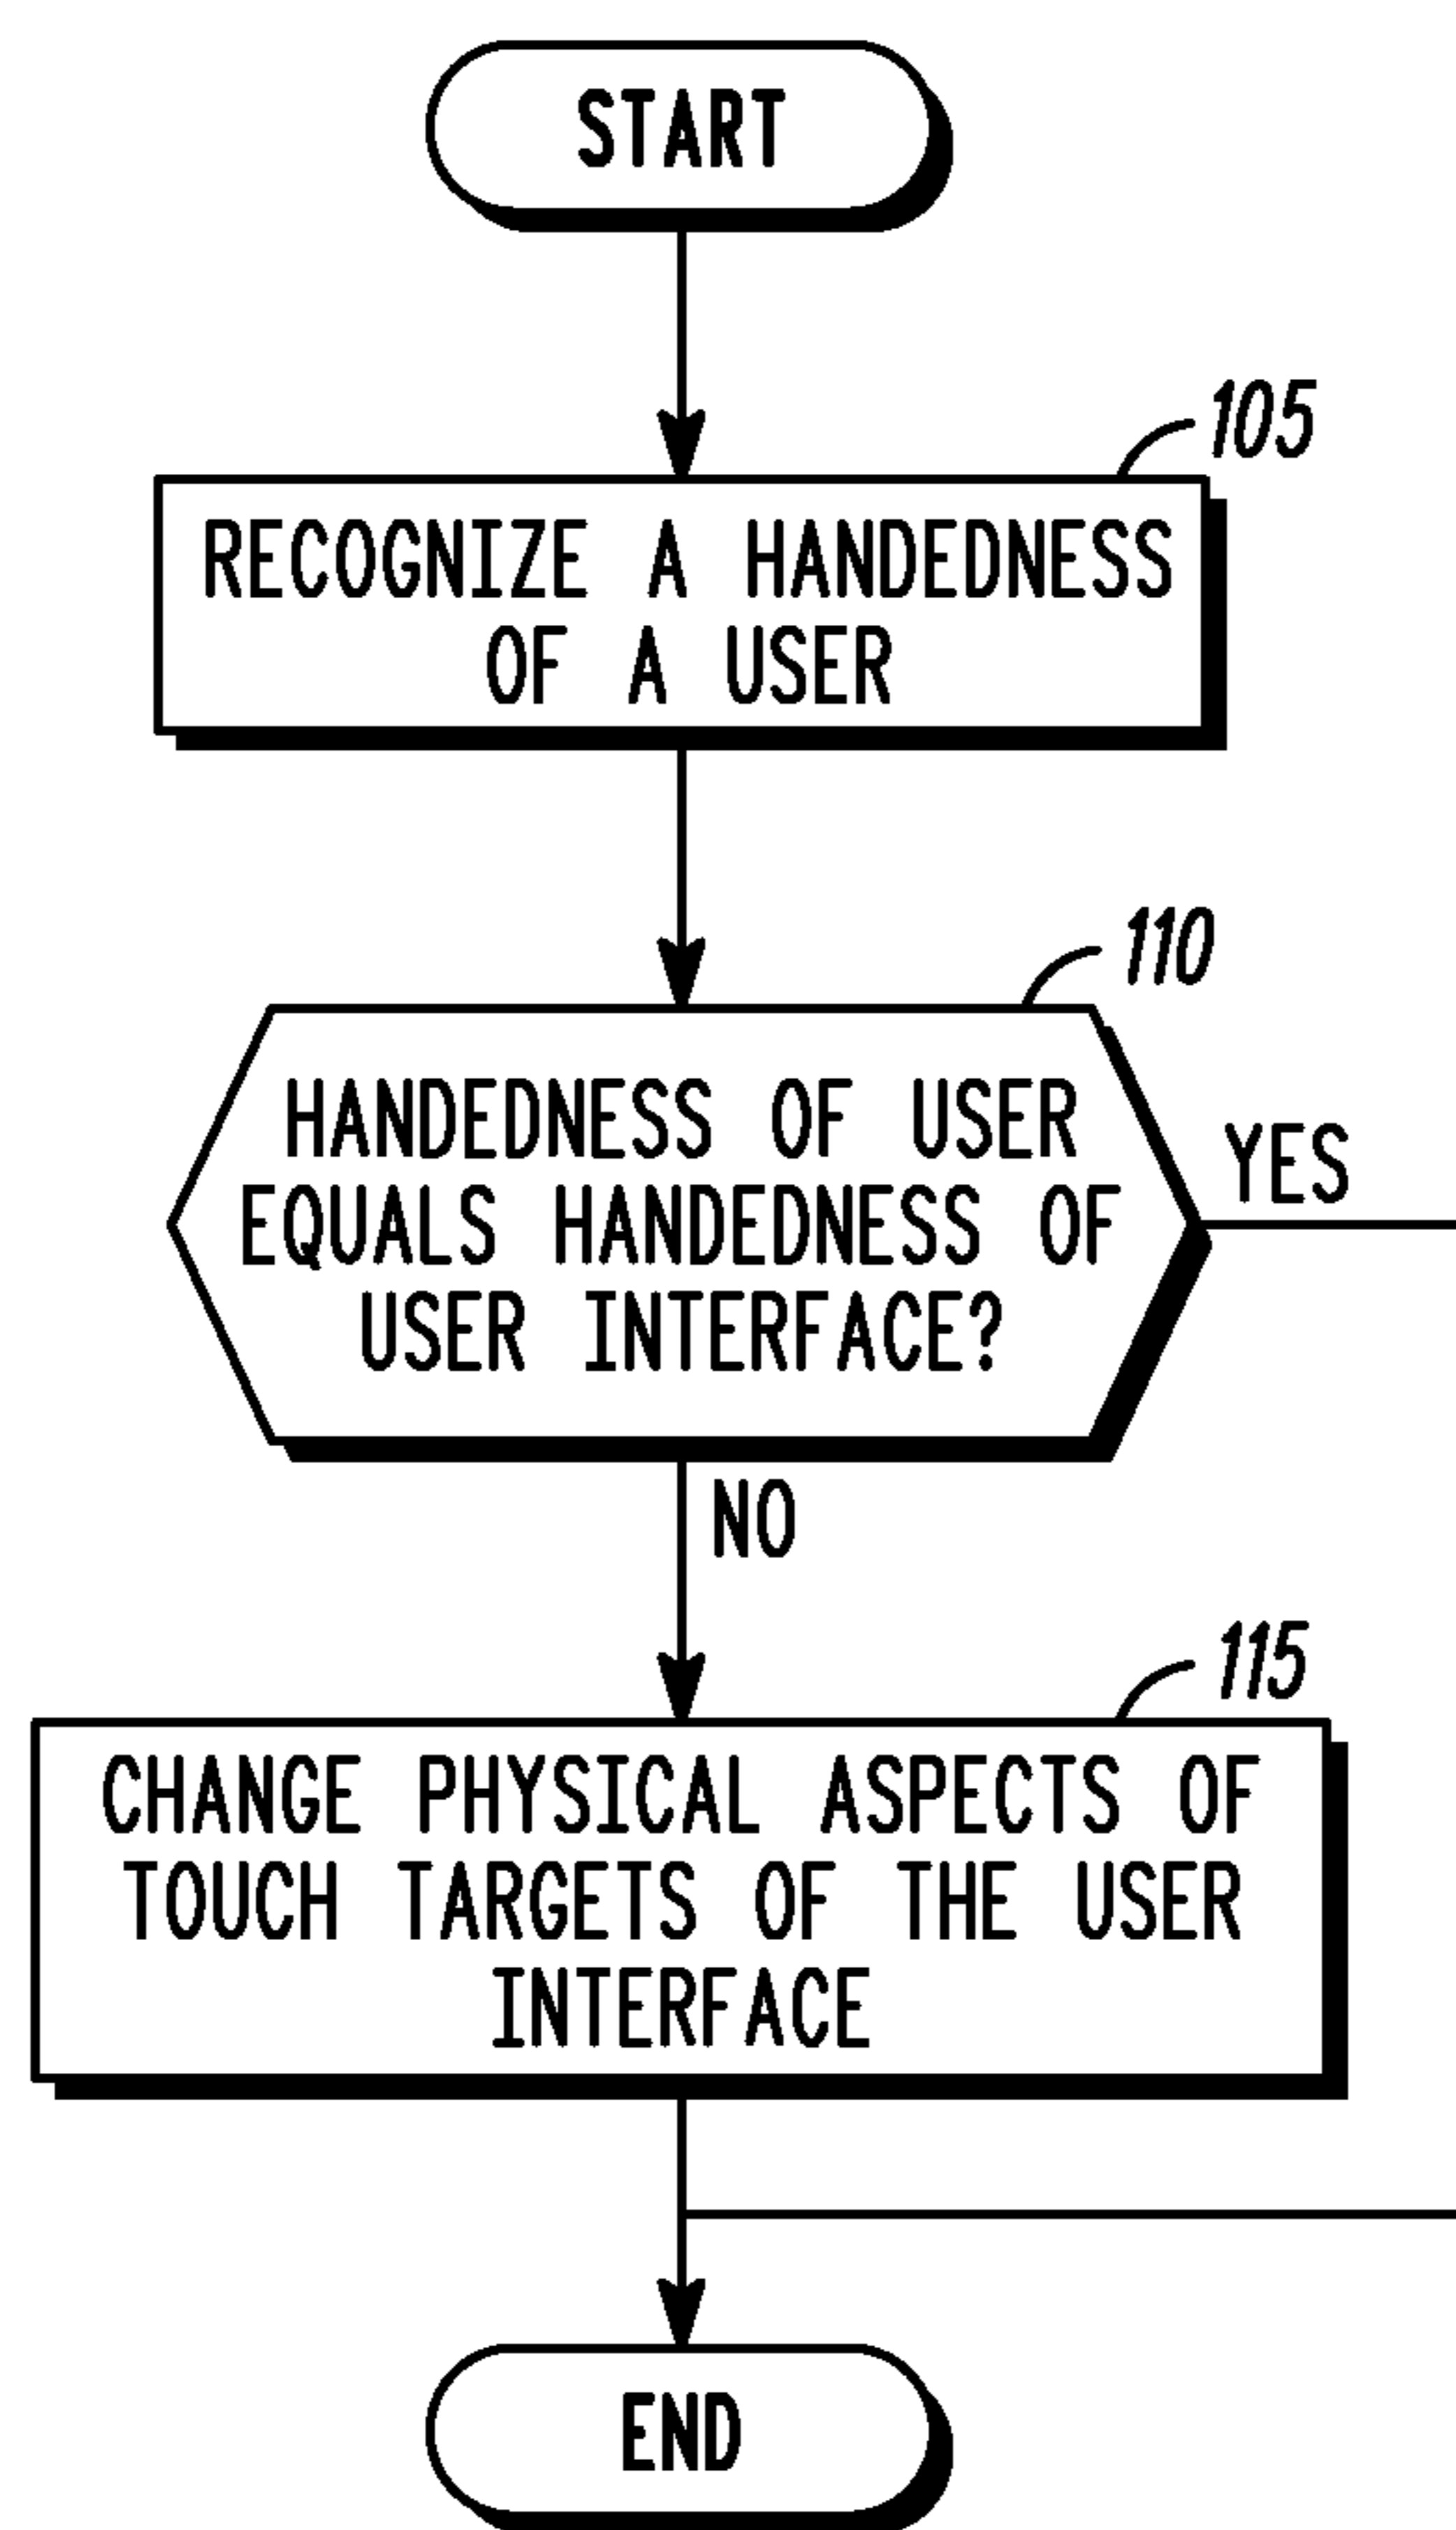 START
105
RECOGNIZE A HANDEDNESS
OF A USER
110
HANDEDNESS OF USER
EQUALS HANDEDNESS OF
USER INTERFACE?
YES
NO
115
CHANGE PHYSICAL ASPECTS OF
TOUCH TARGETS OF THE USER
INTERFACE
END